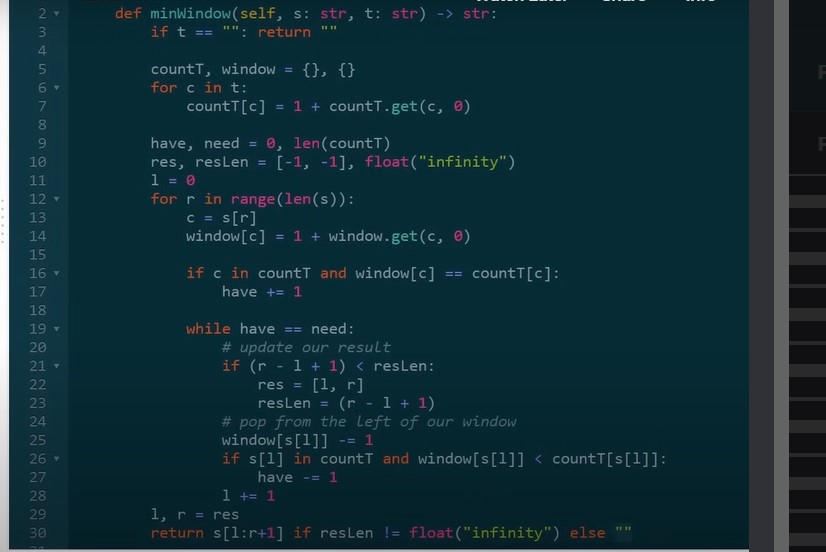 2 def minWindow(self, s: str, t: str) -> str:
3 if t == "": return ""
4
5 countT, window = {}, {}
6 for c in t:
7 countT[c] = 1 + countT.get(c, 0)
8
9 have, need = 0, len(countT)
10 res, resLen = [-1, -1], float("infinity")
11 l = 0
12 for r in range(len(s)):
13 c = s[r]
14 window[c] = 1 + window.get(c, 0)
15
16 if c in countT and window[c] == countT[c]:
17 have += 1
18
19 while have == need:
20 # update our result
21 if (r - l + 1) < resLen:
22 res = [l, r]
23 resLen = (r - l + 1)
24 # pop from the left of our window
25 window[s[l]] -= 1
26 if s[l] in countT and window[s[l]] < countT[s[l]]:
27 have -= 1
28 l += 1
29 l, r = res
30 return s[l:r+1] if resLen != float("infinity") else ""